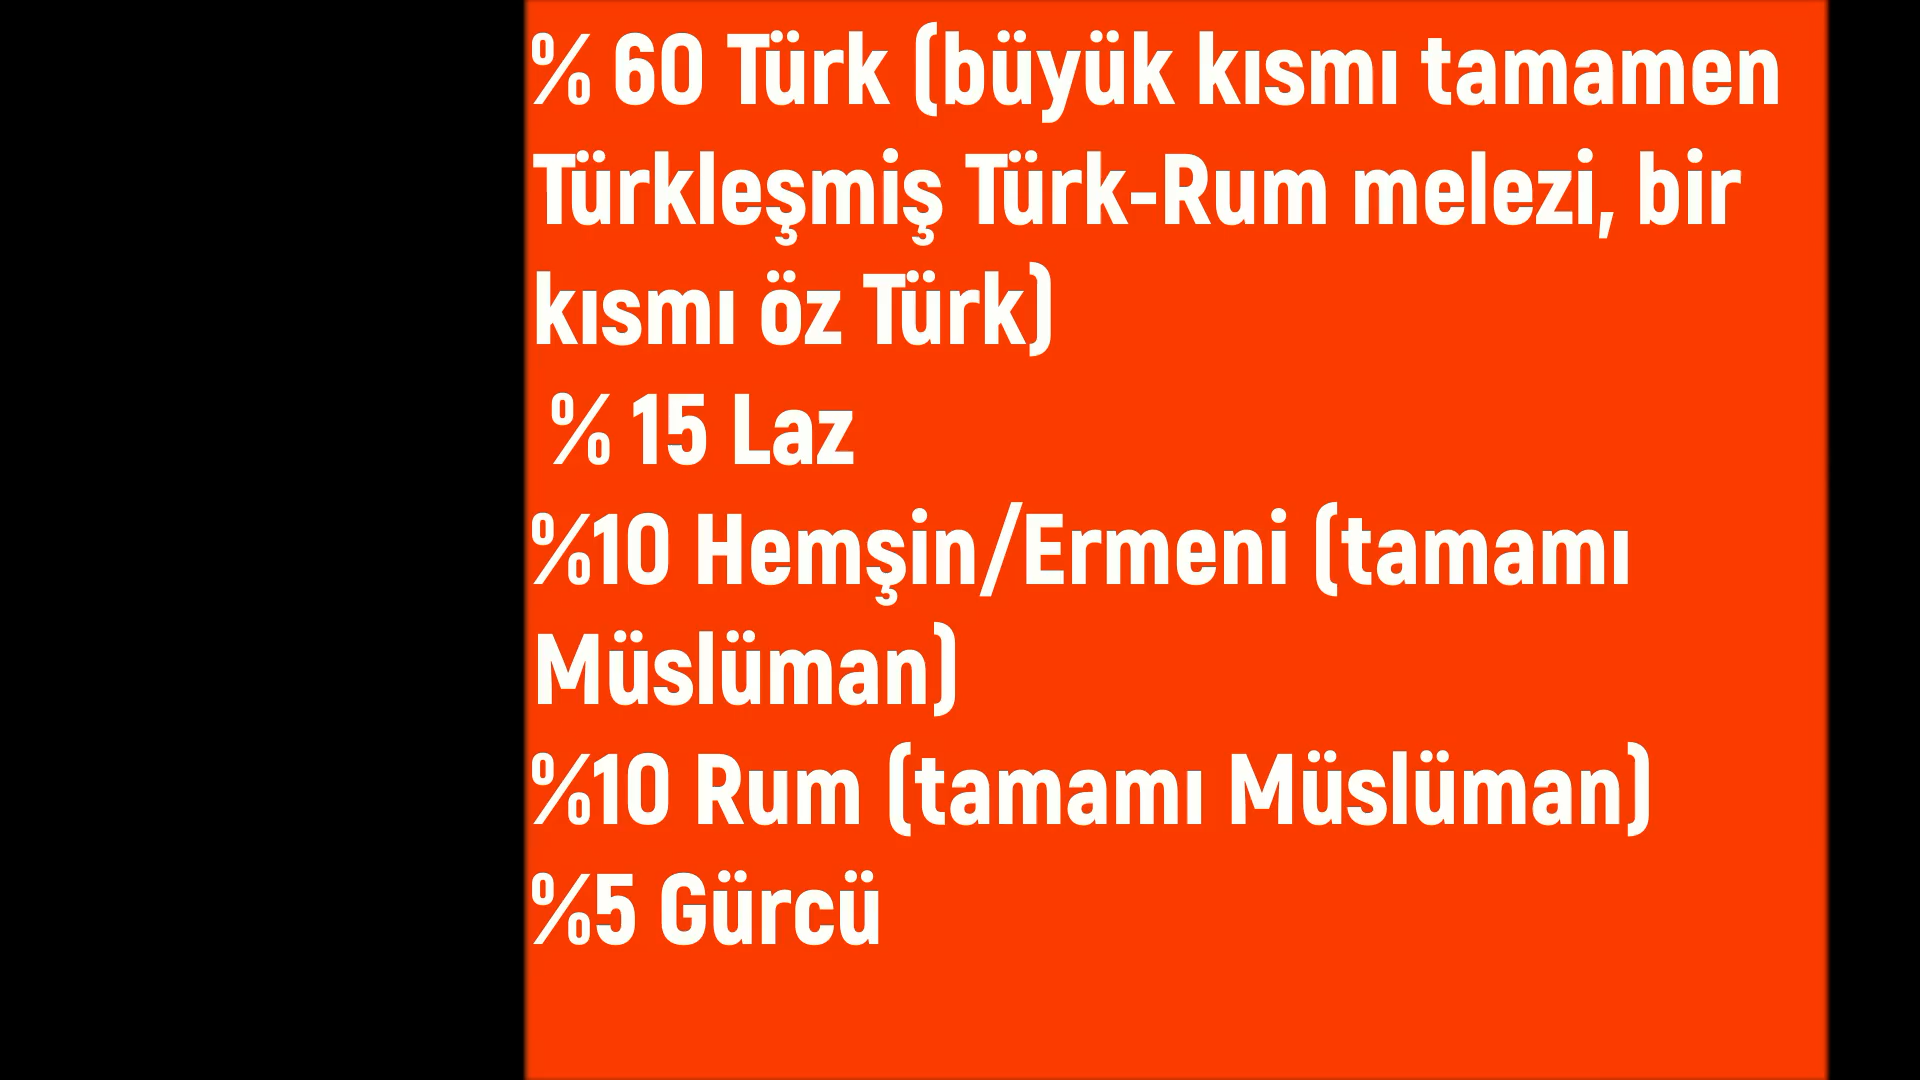 % 60 Türk (büyük kısmı tamamen
Türkleşmiş Türk-Rum melezi, bir
kısmı öz Türk)
% 15 Laz
%10 Hemşin/Ermeni (tamamı
Müslüman)
%10 Rum (tamamı Müslüman)
%5 Gürcü